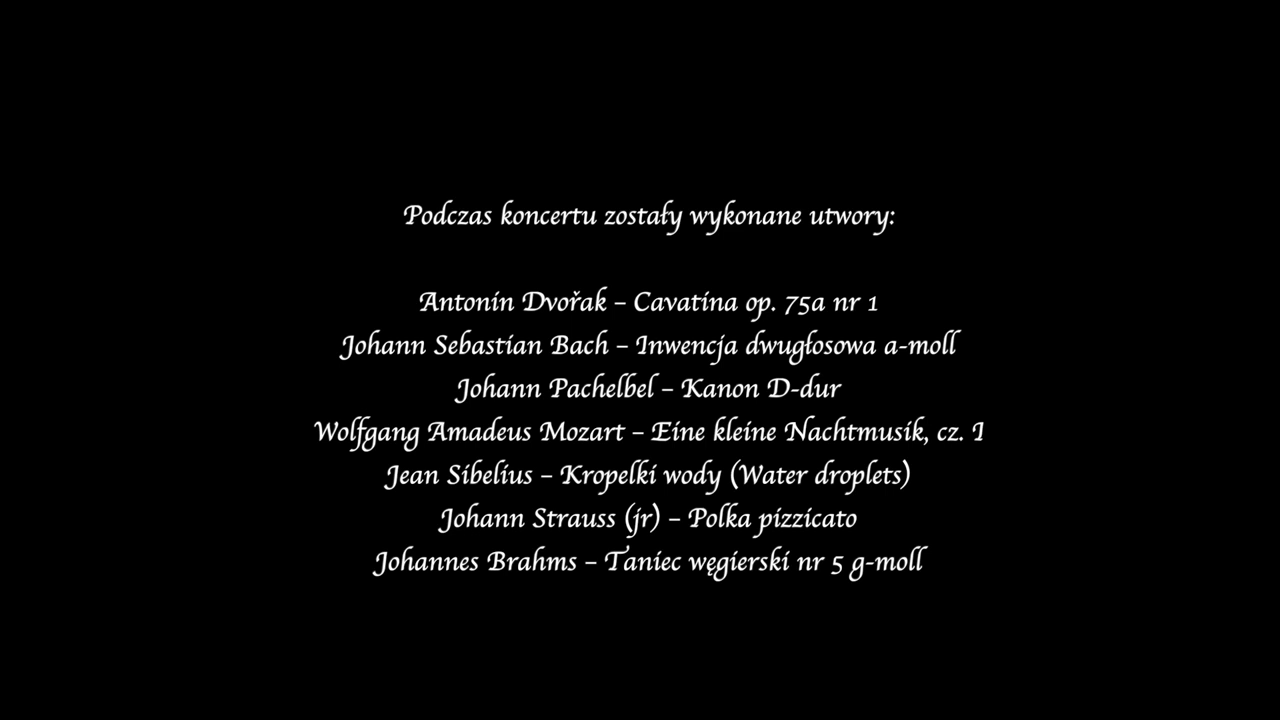 Podczas koncertu zostały wykonane utwory:
Antonín Dvořak – Cavatina op. 75a nr 1
Johann Sebastian Bach – Inwencja dwugłosowa a-moll
Johann Pachelbel – Kanon D-dur
Wolfgang Amadeus Mozart – Eine kleine Nachtmusik, cz. I
Jean Sibelius – Kropelki wody (Water droplets)
Johann Strauss (jr) – Polka pizzicato
Johannes Brahms – Taniec węgierski nr 5 g-moll